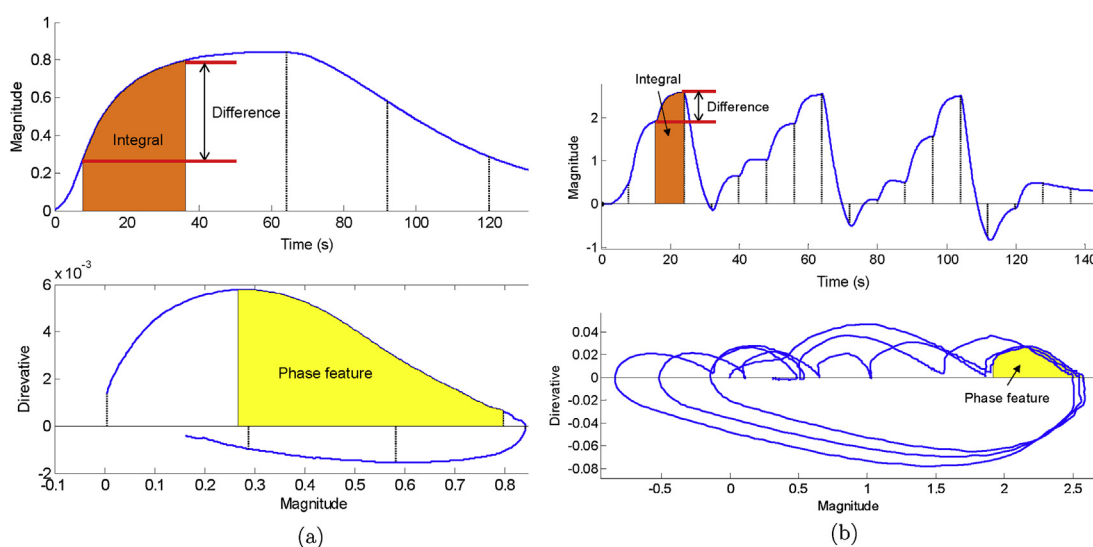 1
0.8
0.6
0.4
0.2
0
Magnitude
Integral
Difference
0 20 40 60 80 100 120
Time (s)
x 10⁻³
6
4
2
0
-2
Direvative
Phase feature
-0.1 0 0.1 0.2 0.3 0.4 0.5 0.6 0.7 0.8
Magnitude
(a)
Integral
Difference
2
1
0
-1
Magnitude
0 20 40 60 80 100 120 140
Time (s)
0.04
0.02
0
-0.02
-0.04
-0.06
-0.08
Direvative
Phase feature
-0.5 0 0.5 1 1.5 2 2.5
Magnitude
(b)